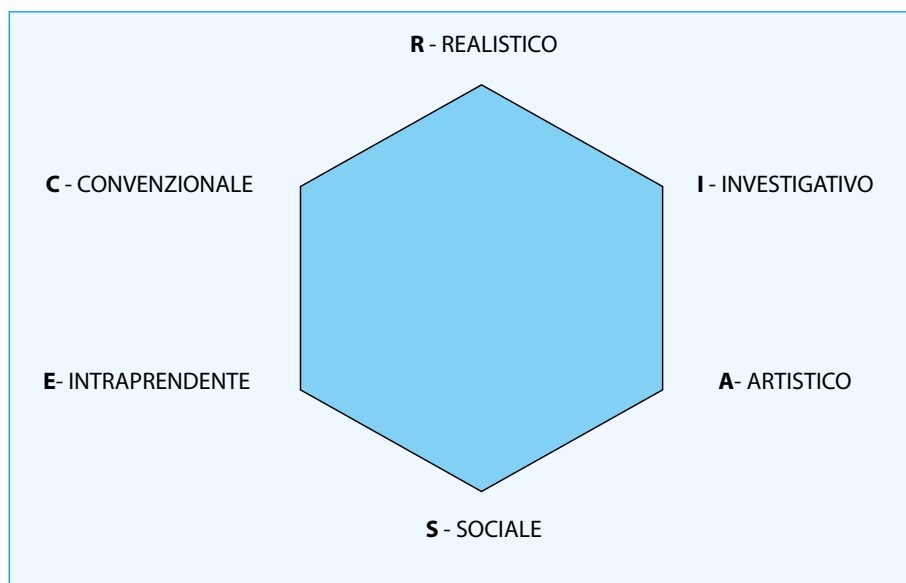 R - REALISTICO
C - CONVENZIONALE
I - INVESTIGATIVO
E- INTRAPRENDENTE
A- ARTISTICO
S - SOCIALE